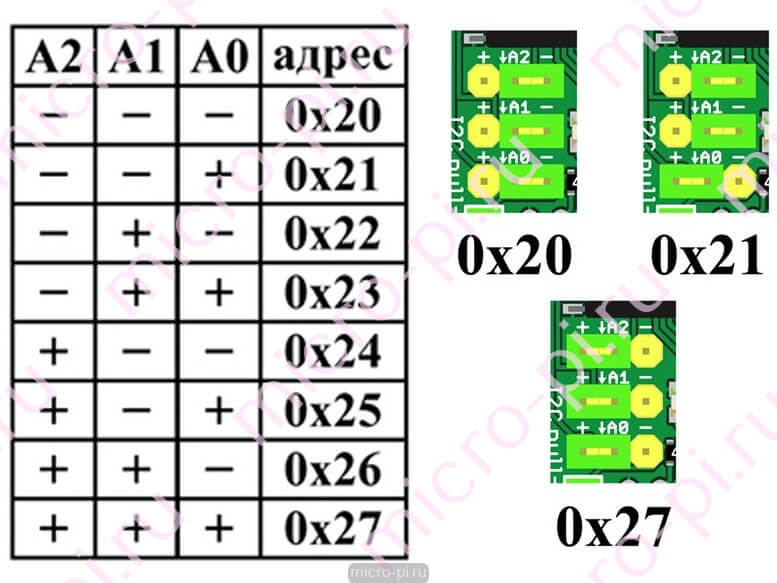 A2 A1 A0 адрес
− − − 0x20
− − + 0x21
− + − 0x22
− + + 0x23
+ − − 0x24
+ − + 0x25
+ + − 0x26
+ + + 0x27
+ ↓A2 −
+ ↓A1 −
+ ↓A0 −
0x20
+ ↓A2 −
+ ↓A1 −
+ ↓A0 −
0x21
+ ↓A2 −
+ ↓A1 −
+ ↓A0 −
0x27
micro-pi.ru